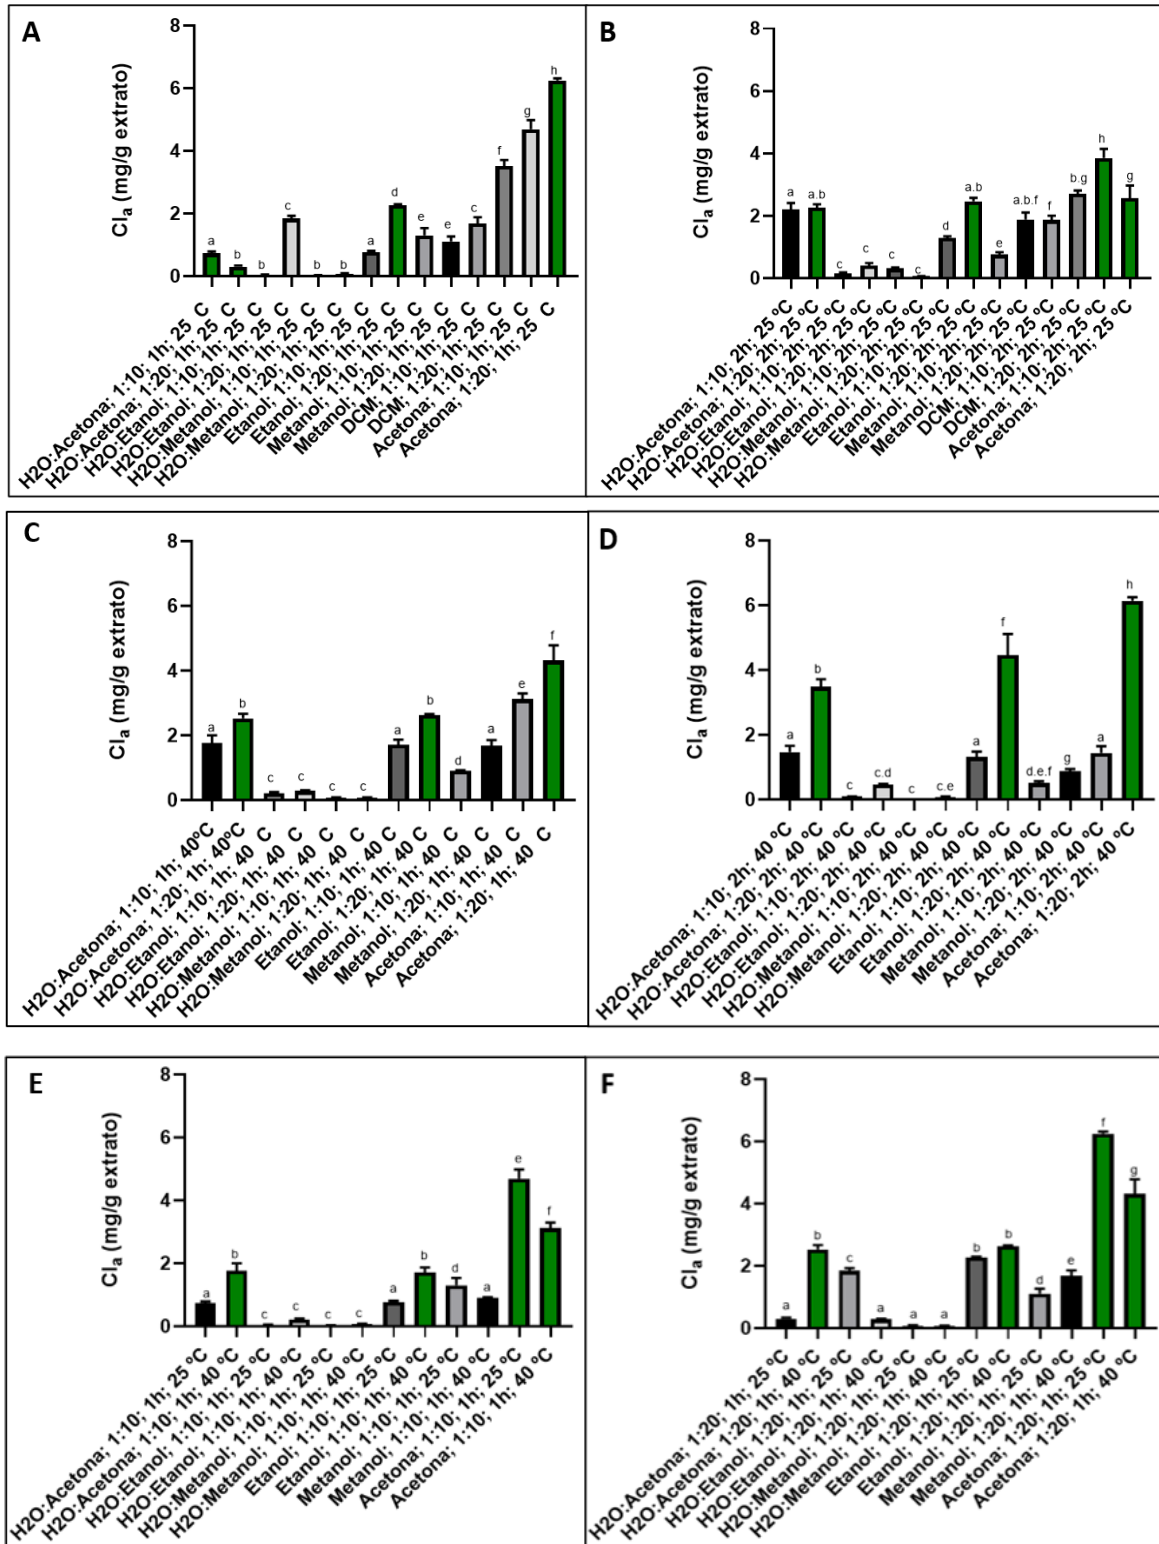 A
Cl a (mg/g extrato)
8
6
4
2
0
a
b
b
c
b
b
a
d
e
e
c
f
g
h
H2O:Acetona; 1:10; 1h; 25 C
H2O:Acetona; 1:20; 1h; 25 C
H2O:Etanol; 1:10; 1h; 25 C
H2O:Etanol; 1:20; 1h; 25 C
H2O:Metanol; 1:10; 1h; 25 C
H2O:Metanol; 1:20; 1h; 25 C
Etanol; 1:10; 1h; 25 C
Etanol; 1:20; 1h; 25 C
Metanol; 1:10; 1h; 25 C
Metanol; 1:20; 1h; 25 C
DCM; 1:10; 1h; 25 C
DCM; 1:20; 1h; 25 C
Acetona; 1:10; 1h; 25 C
Acetona; 1:20; 1h; 25 C
B
Cl a (mg/g extrato)
8
6
4
2
0
a
a.b
c
c
c
c
d
a.b
e
a.b.f
f
b.g
h
g
H2O:Acetona; 1:10; 2h; 25 ºC
H2O:Acetona; 1:20; 2h; 25 ºC
H2O:Etanol; 1:10; 2h; 25 ºC
H2O:Etanol; 1:20; 2h; 25 ºC
H2O:Metanol; 1:10; 2h; 25 ºC
H2O:Metanol; 1:20; 2h; 25 ºC
Etanol; 1:10; 2h; 25 ºC
Etanol; 1:20; 2h; 25 ºC
Metanol; 1:10; 2h; 25 ºC
Metanol; 1:20; 2h; 25 ºC
DCM; 1:10; 2h; 25 ºC
DCM; 1:20; 2h; 25 ºC
Acetona; 1:10; 2h; 25 ºC
Acetona; 1:20; 2h; 25 ºC
C
Cl a (mg/g extrato)
8
6
4
2
0
a
b
c
c
c
c
a
b
d
a
e
f
H2O:Acetona; 1:10; 1h; 40ºC
H2O:Acetona; 1:20; 1h; 40ºC
H2O:Etanol; 1:10; 1h; 40 C
H2O:Etanol; 1:20; 1h; 40 C
H2O:Metanol; 1:10; 1h; 40 C
H2O:Metanol; 1:20; 1h; 40 C
Etanol; 1:10; 1h; 40 C
Etanol; 1:20; 1h; 40 C
Metanol; 1:10; 1h; 40 C
Metanol; 1:20; 1h; 40 C
Acetona; 1:10; 1h; 40 C
Acetona; 1:20; 1h; 40 C
D
Cl a (mg/g extrato)
8
6
4
2
0
a
b
c
c.d
c
c.e
a
f
d.e.f
g
a
h
H2O:Acetona; 1:10; 2h; 40 ºC
H2O:Acetona; 1:20; 2h; 40 ºC
H2O:Etanol; 1:10; 2h; 40 ºC
H2O:Etanol; 1:20; 2h; 40 ºC
H2O:Metanol; 1:10; 2h; 40 ºC
H2O:Metanol; 1:20; 2h; 40 ºC
Etanol; 1:10; 2h; 40 ºC
Etanol; 1:20; 2h; 40 ºC
Metanol; 1:10; 2h; 40 ºC
Metanol; 1:20; 2h; 40 ºC
Acetona; 1:10; 2h; 40 ºC
Acetona; 1:20; 2h; 40 ºC
E
Cl a (mg/g extrato)
8
6
4
2
0
a
b
c
c
c
c
a
b
d
a
e
f
H2O:Acetona; 1:10; 1h; 25 ºC
H2O:Acetona; 1:10; 1h; 40 ºC
H2O:Etanol; 1:10; 1h; 25 ºC
H2O:Etanol; 1:10; 1h; 40 ºC
H2O:Metanol; 1:10; 1h; 25 ºC
H2O:Metanol; 1:10; 1h; 40 ºC
Etanol; 1:10; 1h; 25 ºC
Etanol; 1:10; 1h; 40 ºC
Metanol; 1:10; 1h; 25 ºC
Metanol; 1:10; 1h; 40 ºC
Acetona; 1:10; 1h; 25 ºC
Acetona; 1:10; 1h; 40 ºC
F
Cl a (mg/g extrato)
8
6
4
2
0
a
b
c
a
a
a
b
b
d
e
f
g
H2O:Acetona; 1:20; 1h; 25 ºC
H2O:Acetona; 1:20; 1h; 40 ºC
H2O:Etanol; 1:20; 1h; 25 ºC
H2O:Etanol; 1:20; 1h; 40 ºC
H2O:Metanol; 1:20; 1h; 25 ºC
H2O:Metanol; 1:20; 1h; 40 ºC
Etanol; 1:20; 1h; 25 ºC
Etanol; 1:20; 1h; 40 ºC
Metanol; 1:20; 1h; 25 ºC
Metanol; 1:20; 1h; 40 ºC
Acetona; 1:20; 1h; 25 ºC
Acetona; 1:20; 1h; 40 ºC